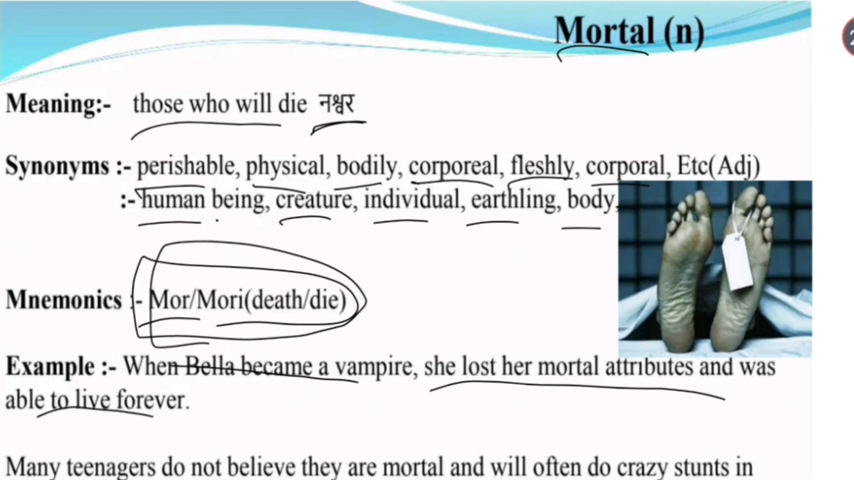 Mortal (n)
Meaning:- those who will die नश्वर
Synonyms :- perishable, physical, bodily, corporeal, fleshly, corporal, Etc(Adj)
:- human being, creature, individual, earthling, body,
Mnemonics :- Mor/Mori(death/die)
Example :- When Bella became a vampire, she lost her mortal attributes and was
able to live forever.
Many teenagers do not believe they are mortal and will often do crazy stunts in